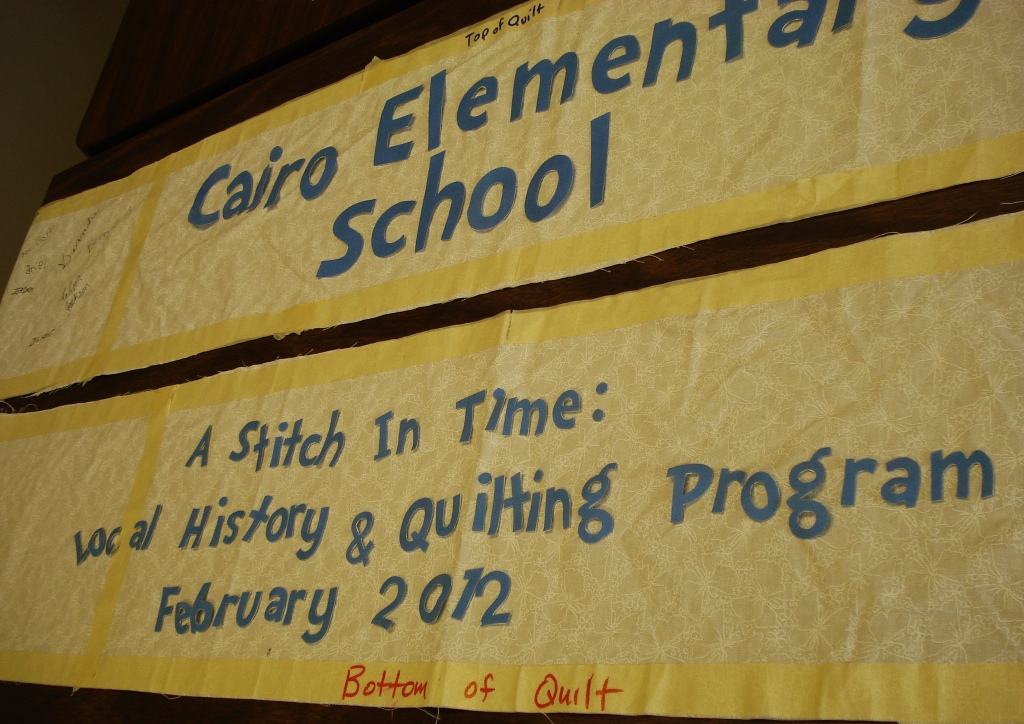 Top of Quilt
Cairo Elementary
School
A Stitch In Time:
Local History & Quilting Program
February 2012
Bottom of Quilt